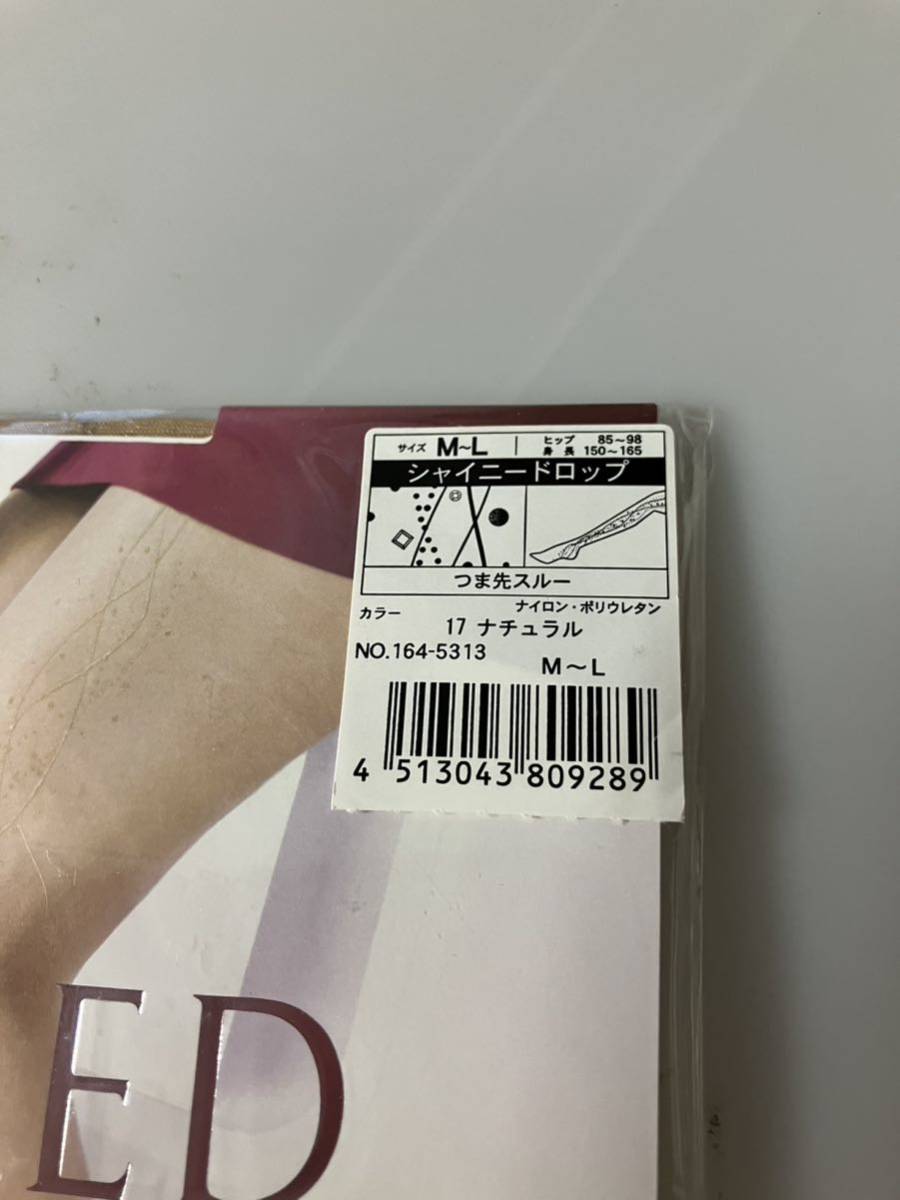 サイズ M～L ヒップ 85～98
身長 150～165
シャイニードロップ
つま先スルー
ナイロン・ポリウレタン
カラー
17 ナチュラル
NO.164-5313
M～L
4 513043 809289
ED